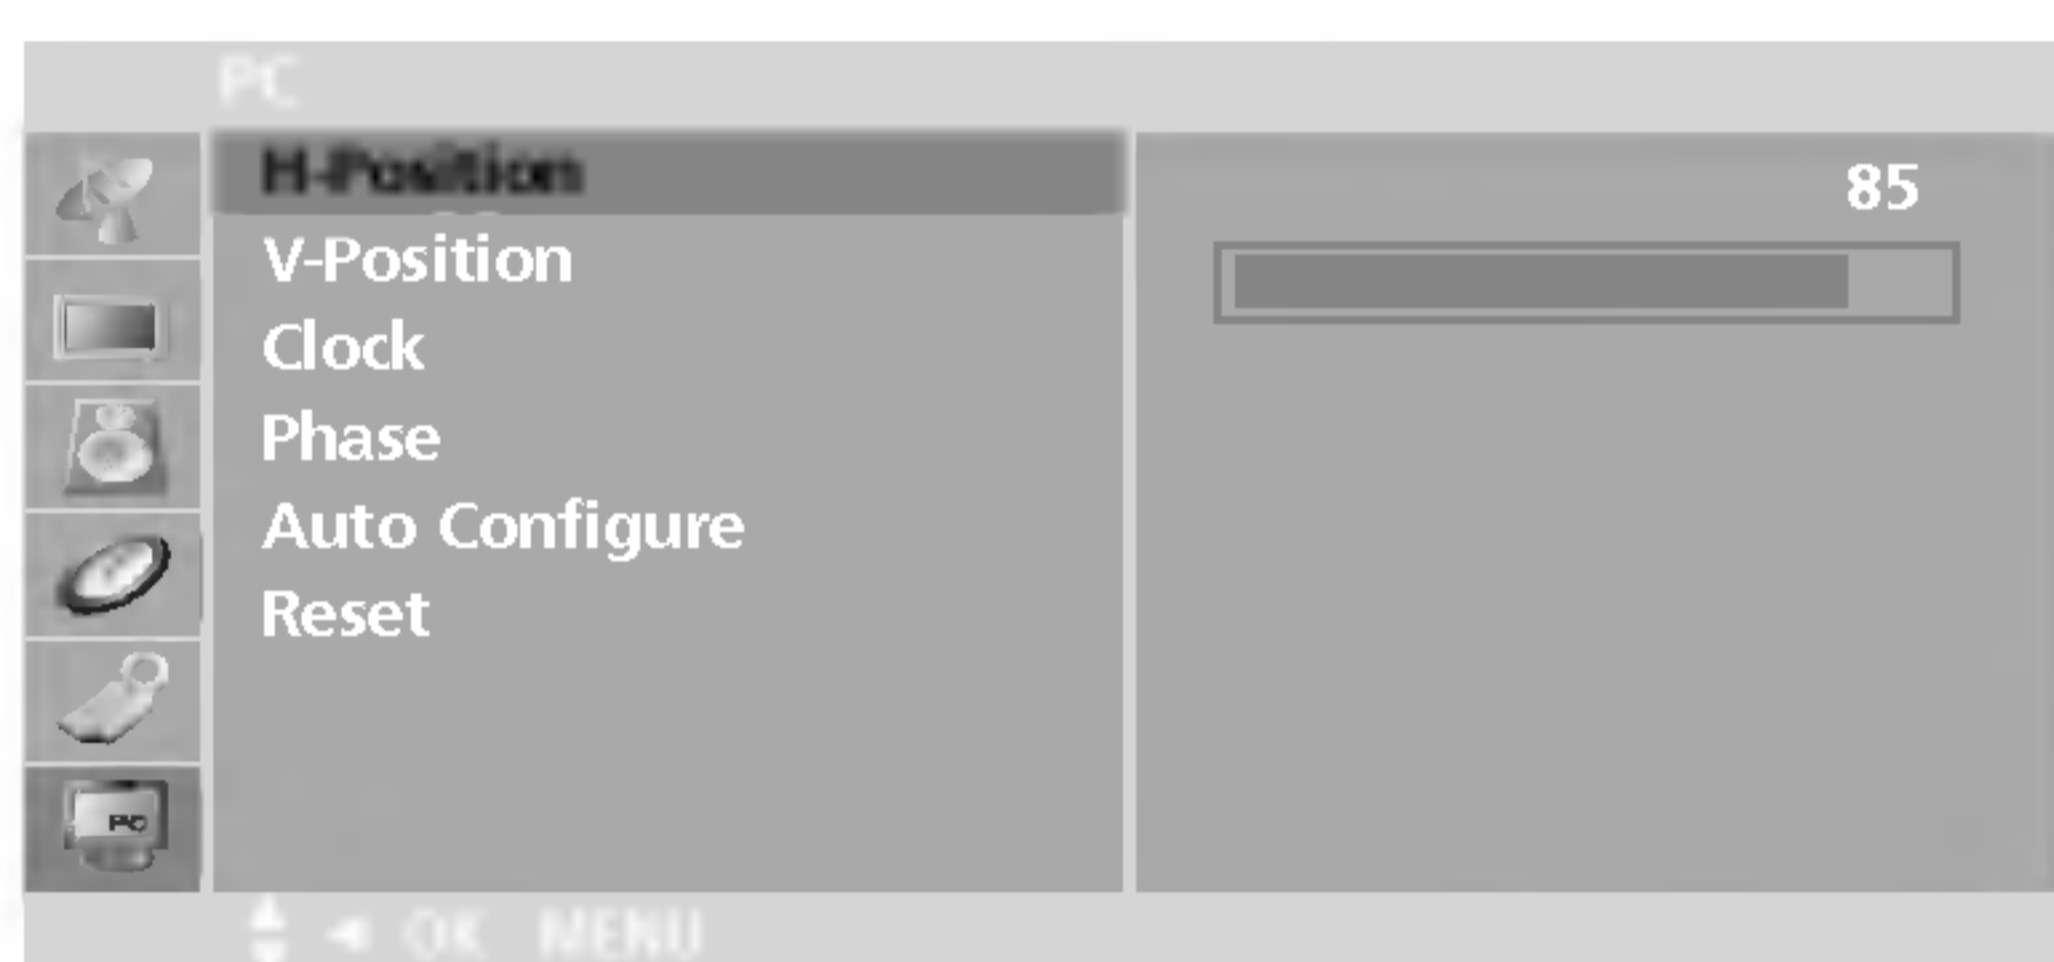 PC
H-Position
85
V-Position
Clock
Phase
Auto Configure
Reset
PC
OK MENU